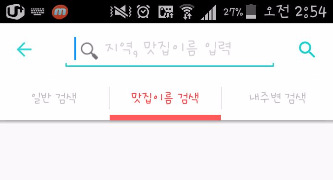 27% 오전 2:54
지역, 맛집이름 입력
일반 검색 맛집이름 검색 내주변 검색